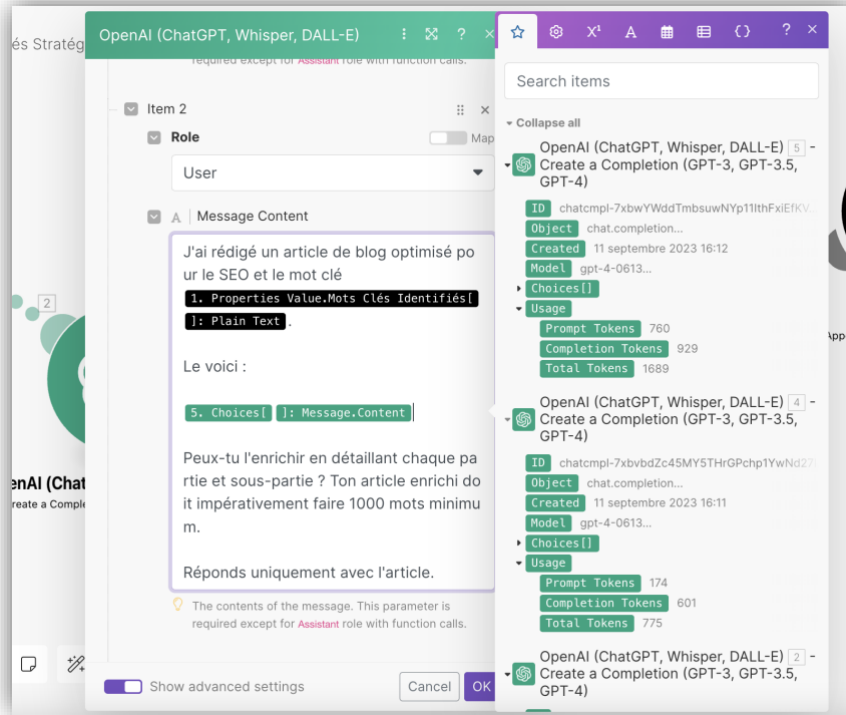 és Stratég
2
enAI (Chat
reate a Comple
OpenAI (ChatGPT, Whisper, DALL-E)
required except for Assistant role with function calls.
Item 2
Role
Map
User
A Message Content
J'ai rédigé un article de blog optimisé po
ur le SEO et le mot clé
1. Properties Value.Mots Clés Identifiés[
]: Plain Text .
Le voici :
5. Choices[ ]: Message.Content
Peux-tu l'enrichir en détaillant chaque pa
rtie et sous-partie ? Ton article enrichi do
it impérativement faire 1000 mots minimu
m.
Réponds uniquement avec l'article.
The contents of the message. This parameter is
required except for Assistant role with function calls.
Show advanced settings
Cancel
OK
Search items
Collapse all
OpenAI (ChatGPT, Whisper, DALL-E) 5 -
Create a Completion (GPT-3, GPT-3.5,
GPT-4)
ID
Object chat.completion...
Created 11 septembre 2023 16:12
Model gpt-4-0613...
Choices[]
Usage
Prompt Tokens 760
Completion Tokens 929
Total Tokens 1689
OpenAI (ChatGPT, Whisper, DALL-E) 4 -
Create a Completion (GPT-3, GPT-3.5,
GPT-4)
ID
Object chat.completion...
Created 11 septembre 2023 16:11
Model gpt-4-0613...
Choices[]
Usage
Prompt Tokens 174
Completion Tokens 601
Total Tokens 775
OpenAI (ChatGPT, Whisper, DALL-E) 2 -
Create a Completion (GPT-3, GPT-3.5,
GPT-4)
App